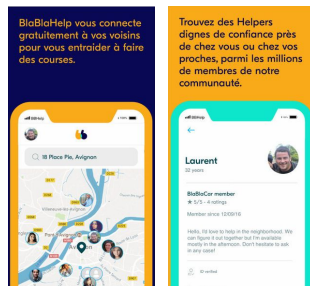 BlaBlaHelp vous connecte
gratuitement à vos voisins
pour vous entraider à faire
des courses.
18 Place Pie, Avignon
Trouvez des Helpers
dignes de confiance près
de chez vous ou chez vos
proches, parmi les millions
de membres de notre
communauté.
Laurent
32 years
BlaBlaCar member
★ 5/5 - 4 ratings
Member since 12/09/16
Hello, I'd love to help in the neighborhood. We
can figure it out together but I'm available
mostly in the afternoon. Don't hesitate to ask
in any case!
ID verified